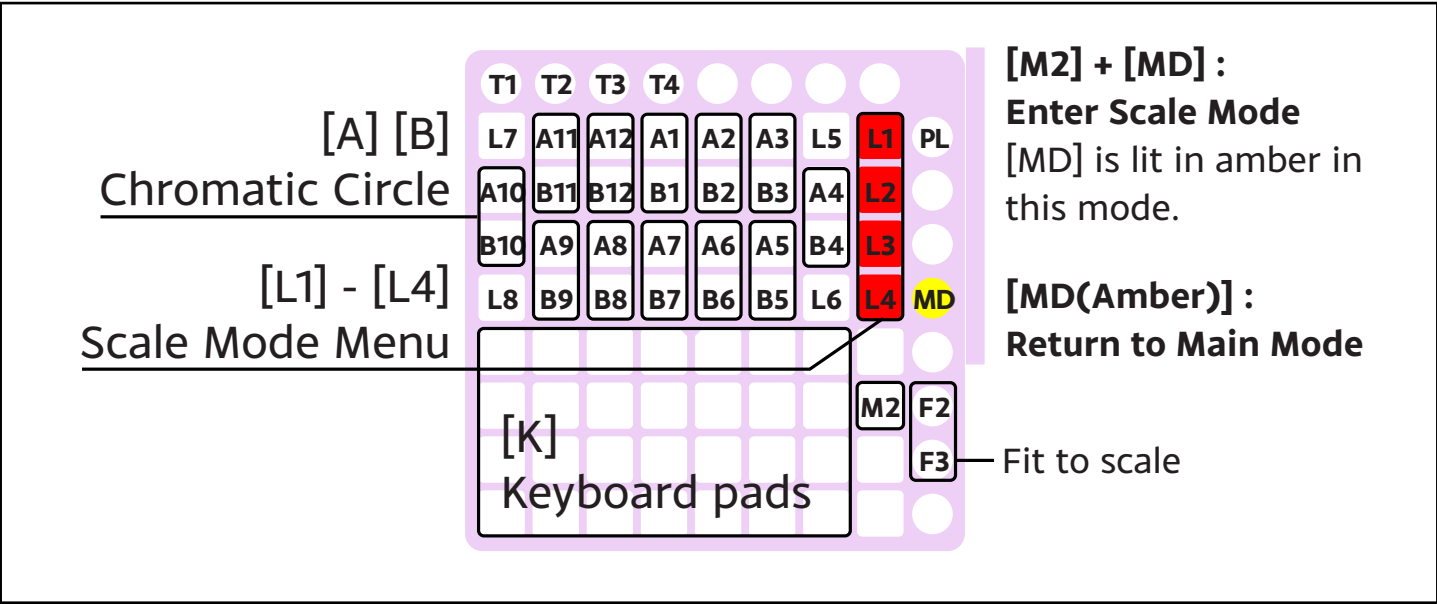 T1 T2 T3 T4
L7 A11 A12 A1 A2 A3 L5 L1 PL
A10 B11 B12 B1 B2 B3 A4 L2
B10 A9 A8 A7 A6 A5 B4 L3
L8 B9 B8 B7 B6 B5 L6 L4 MD
M2 F2
F3
[A] [B]
Chromatic Circle
[L1] - [L4]
Scale Mode Menu
[K]
Keyboard pads
[M2] + [MD] :
Enter Scale Mode
[MD] is lit in amber in
this mode.
[MD(Amber)] :
Return to Main Mode
Fit to scale